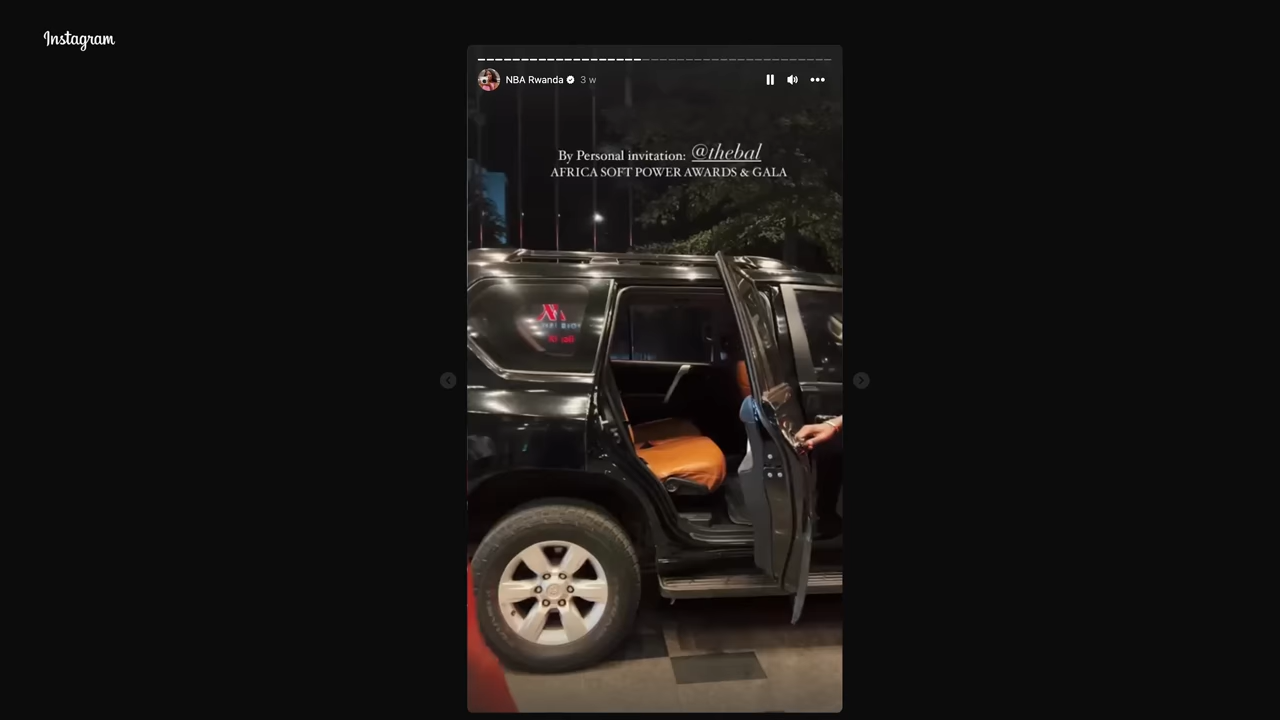 Instagram
NBA Rwanda 3 w
By Personal invitation: @thebal
AFRICA SOFT POWER AWARDS & GALA